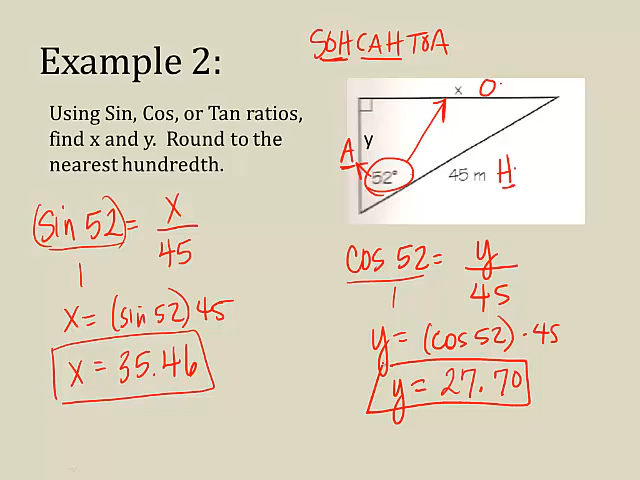 SOHCAHTOA
Example 2:
Using Sin, Cos, or Tan ratios,
find x and y. Round to the
nearest hundredth.
x O
y
A
52°
45 m H
(sin 52) = x
1 45
x = (sin 52) 45
x = 35.46
cos 52 = y
1 45
y = (cos 52) · 45
y = 27.70